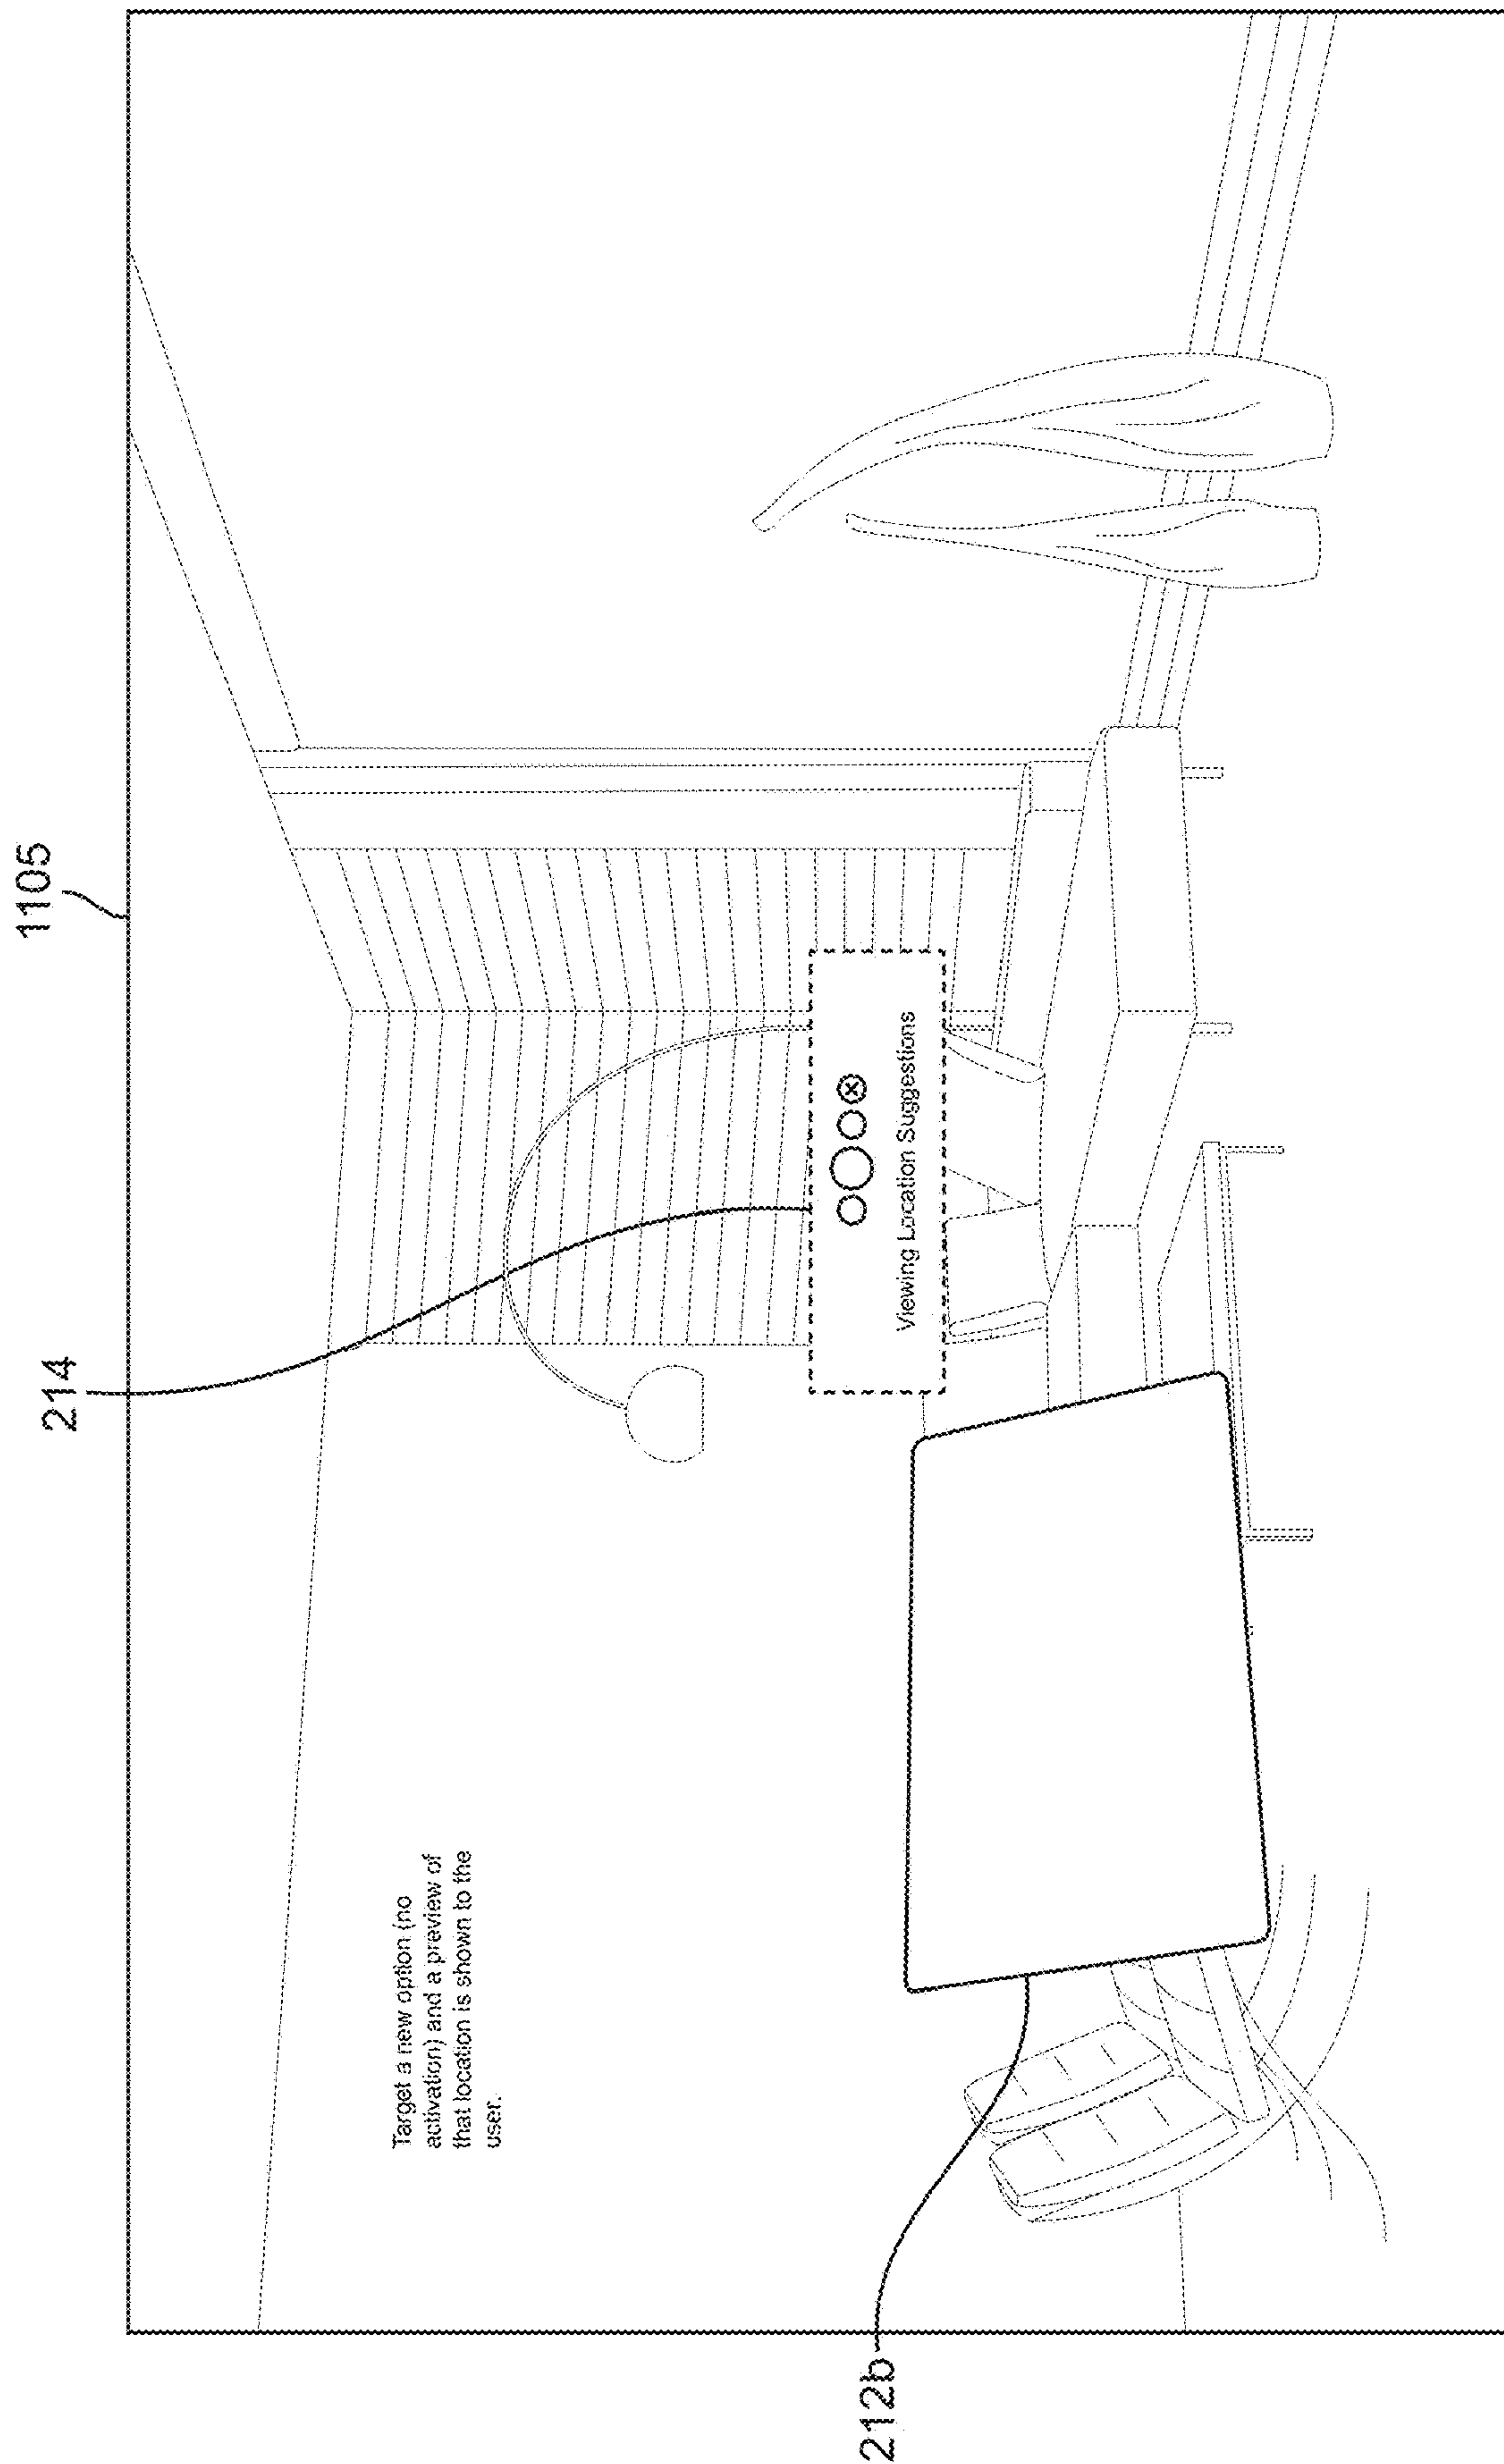 1105
214
Target a new option (no
activation) and a preview of
that location is shown to the
user.
Viewing Location Suggestions
212b